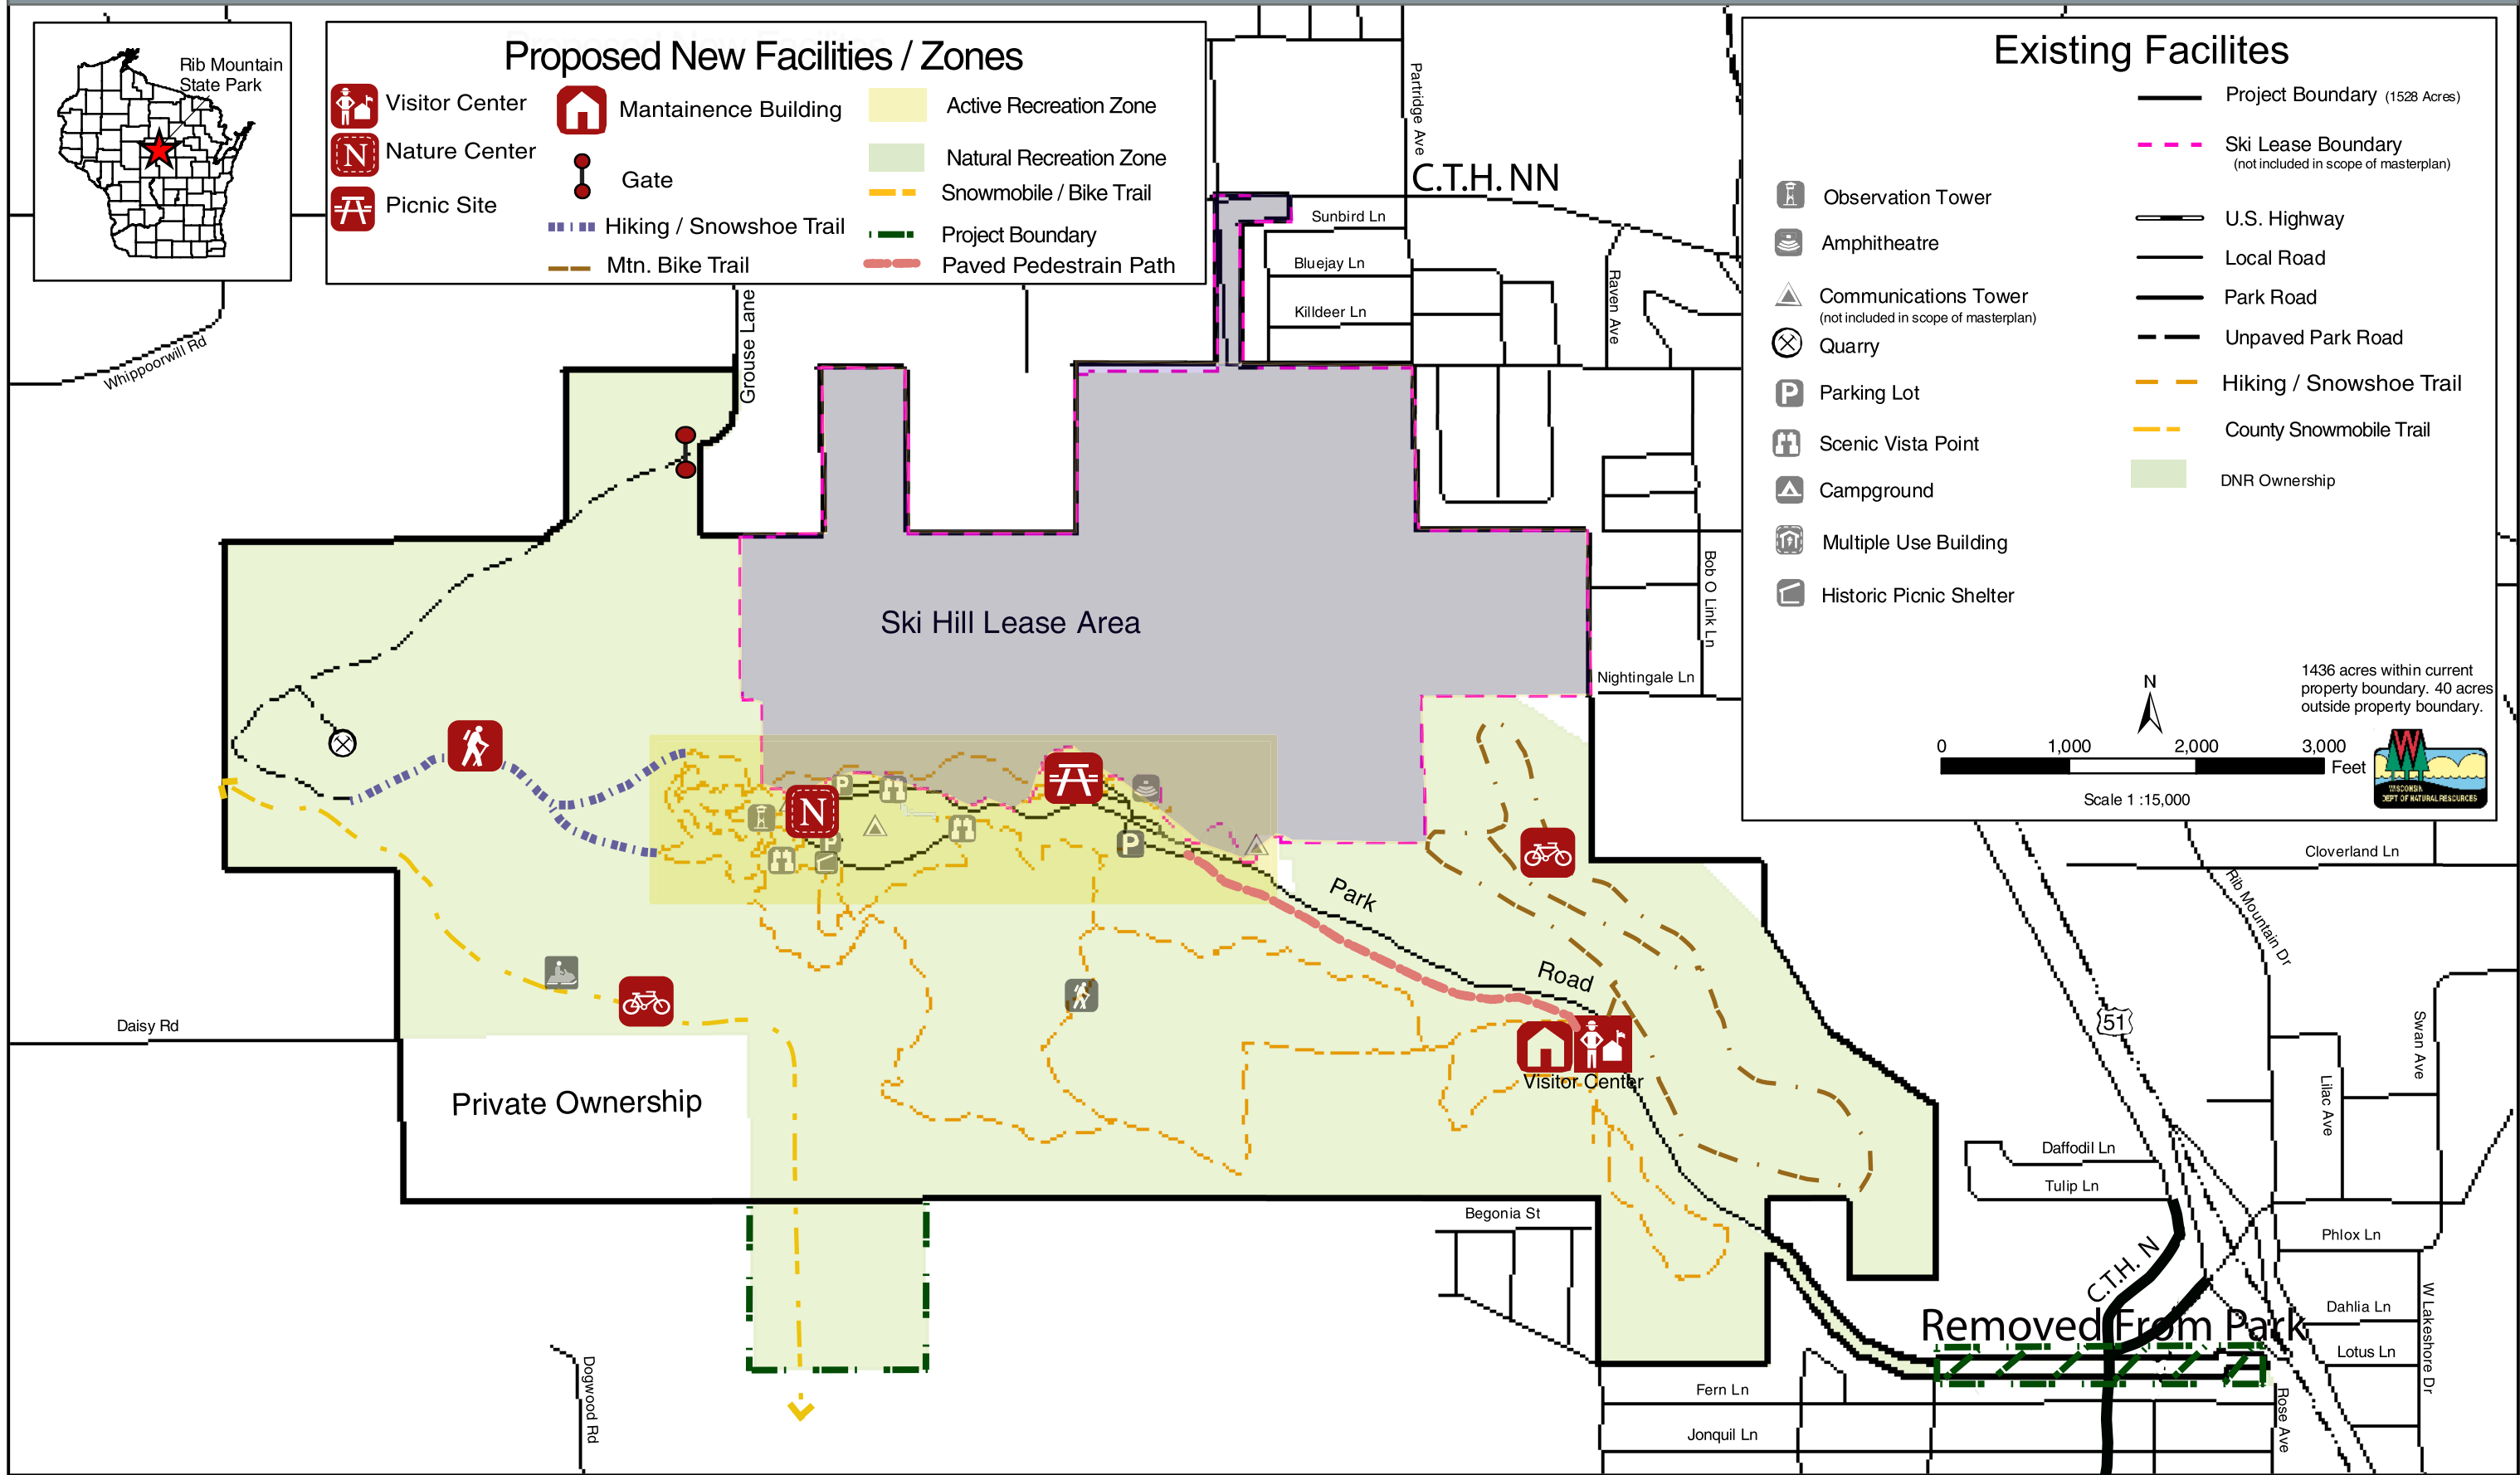 Rib Mountain
State Park
Proposed New Facilities / Zones
Visitor Center
N
Nature Center
Picnic Site
Mantainence Building
Gate
Hiking / Snowshoe Trail
Mtn. Bike Trail
Active Recreation Zone
Natural Recreation Zone
Snowmobile / Bike Trail
Project Boundary
Paved Pedestrain Path
Existing Facilites
Observation Tower
Amphitheatre
Communications Tower
(not included in scope of masterplan)
Quarry
P
Parking Lot
Scenic Vista Point
Campground
Multiple Use Building
Historic Picnic Shelter
Project Boundary (1528 Acres)
Ski Lease Boundary
(not included in scope of masterplan)
U.S. Highway
Local Road
Park Road
Unpaved Park Road
Hiking / Snowshoe Trail
County Snowmobile Trail
DNR Ownership
1436 acres within current
property boundary. 40 acres
outside property boundary.
N
0 1,000 2,000 3,000
Feet
Scale 1 :15,000
W
WISCONSIN
DEPT OF NATURAL RESOURCES
Whippoorwill Rd
Grouse Lane
Partridge Ave
C.T.H. NN
Sunbird Ln
Bluejay Ln
Killdeer Ln
Raven Ave
Bob O Link Ln
Nightingale Ln
Ski Hill Lease Area
P
N
P
P
Park
Road
Visitor Center
Daisy Rd
Private Ownership
Dogwood Rd
Begonia St
Cloverland Ln
Rib Mountain Dr
51
Swan Ave
Lilac Ave
Daffodil Ln
Tulip Ln
Phlox Ln
C.T.H. N
Dahlia Ln
W Lakeshore Dr
Removed From Park
Lotus Ln
Fern Ln
Rose Ave
Jonquil Ln